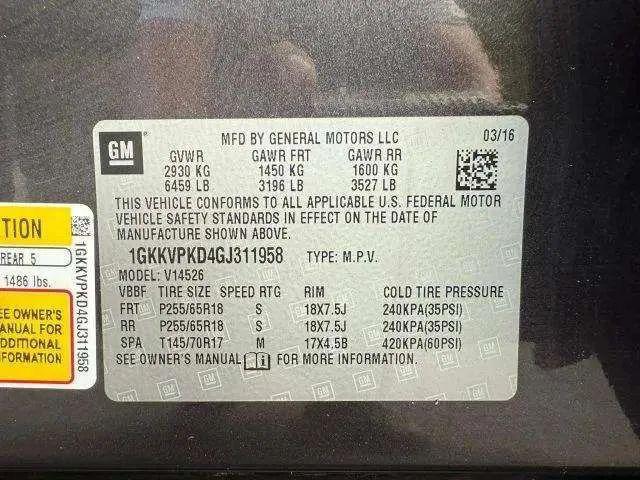 GM
MFD BY GENERAL MOTORS LLC 03/16
GVWR GAWR FRT GAWR RR
2930 KG 1450 KG 1600 KG
6459 LB 3196 LB 3527 LB
THIS VEHICLE CONFORMS TO ALL APPLICABLE U.S. FEDERAL MOTOR
VEHICLE SAFETY STANDARDS IN EFFECT ON THE DATE OF
MANUFACTURE SHOWN ABOVE.
1GKKVPKD4GJ311958 TYPE: M.P.V.
MODEL: V14526
VBBF TIRE SIZE SPEED RTG RIM COLD TIRE PRESSURE
FRT P255/65R18 S 18X7.5J 240KPA(35PSI)
RR P255/65R18 S 18X7.5J 240KPA(35PSI)
SPA T145/70R17 M 17X4.5B 420KPA(60PSI)
SEE OWNER'S MANUAL FOR MORE INFORMATION.
TION
REAR 5
1486 lbs.
EE OWNER'S
ANUAL FOR
ADDITIONAL
FORMATION
1GKKVPKD4GJ311958